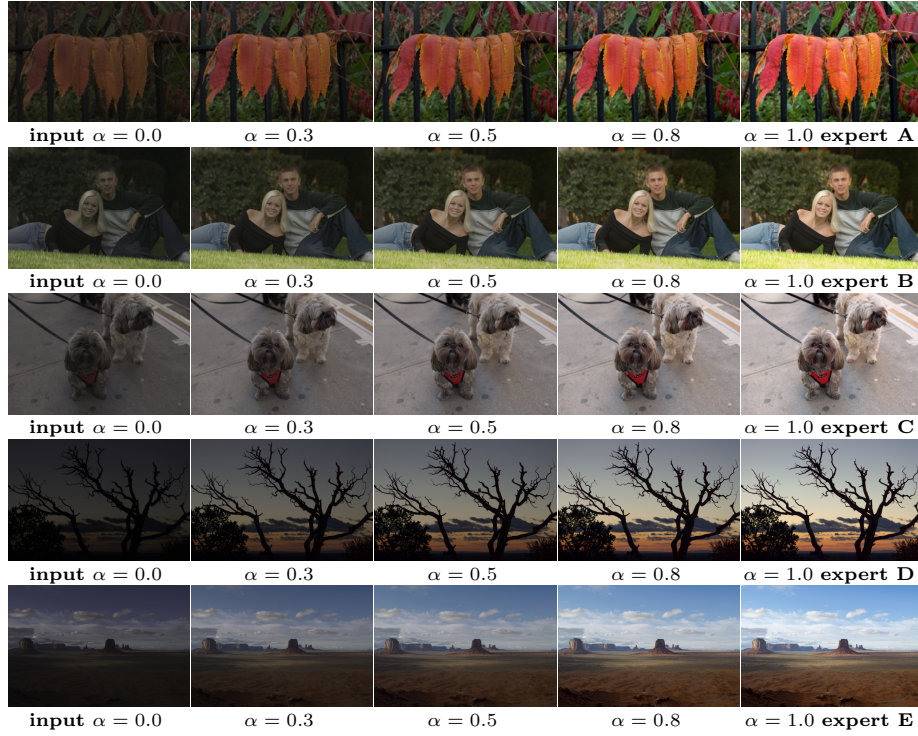 input α = 0.0 α = 0.3 α = 0.5 α = 0.8 α = 1.0 expert A
input α = 0.0 α = 0.3 α = 0.5 α = 0.8 α = 1.0 expert B
input α = 0.0 α = 0.3 α = 0.5 α = 0.8 α = 1.0 expert C
input α = 0.0 α = 0.3 α = 0.5 α = 0.8 α = 1.0 expert D
input α = 0.0 α = 0.3 α = 0.5 α = 0.8 α = 1.0 expert E